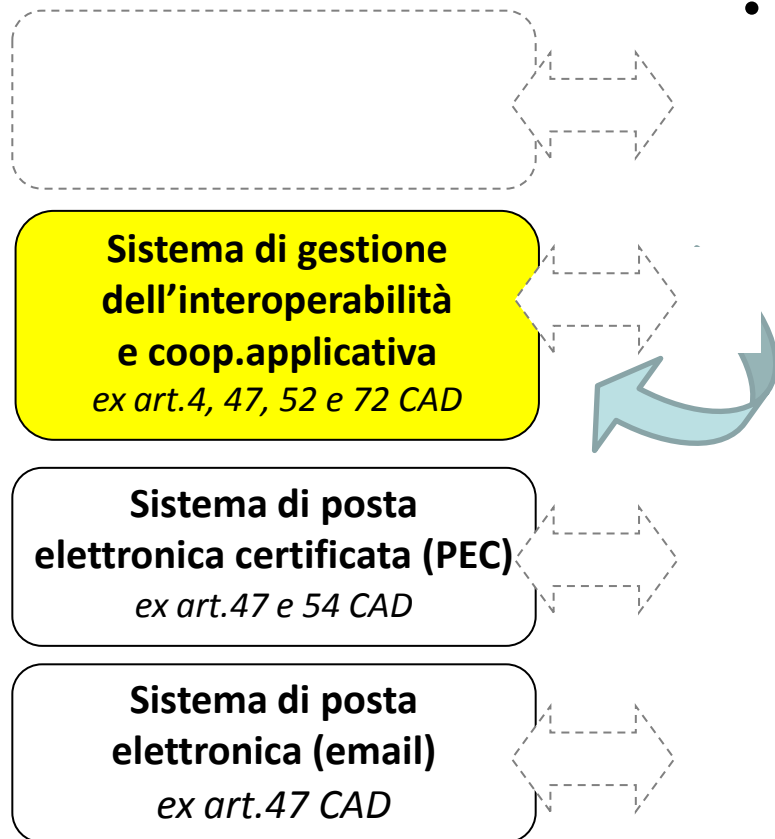 •
Sistema di gestione
dell’interoperabilità
e coop.applicativa
ex art.4, 47, 52 e 72 CAD
Sistema di posta
elettronica certificata (PEC)
ex art.47 e 54 CAD
Sistema di posta
elettronica (email)
ex art.47 CAD